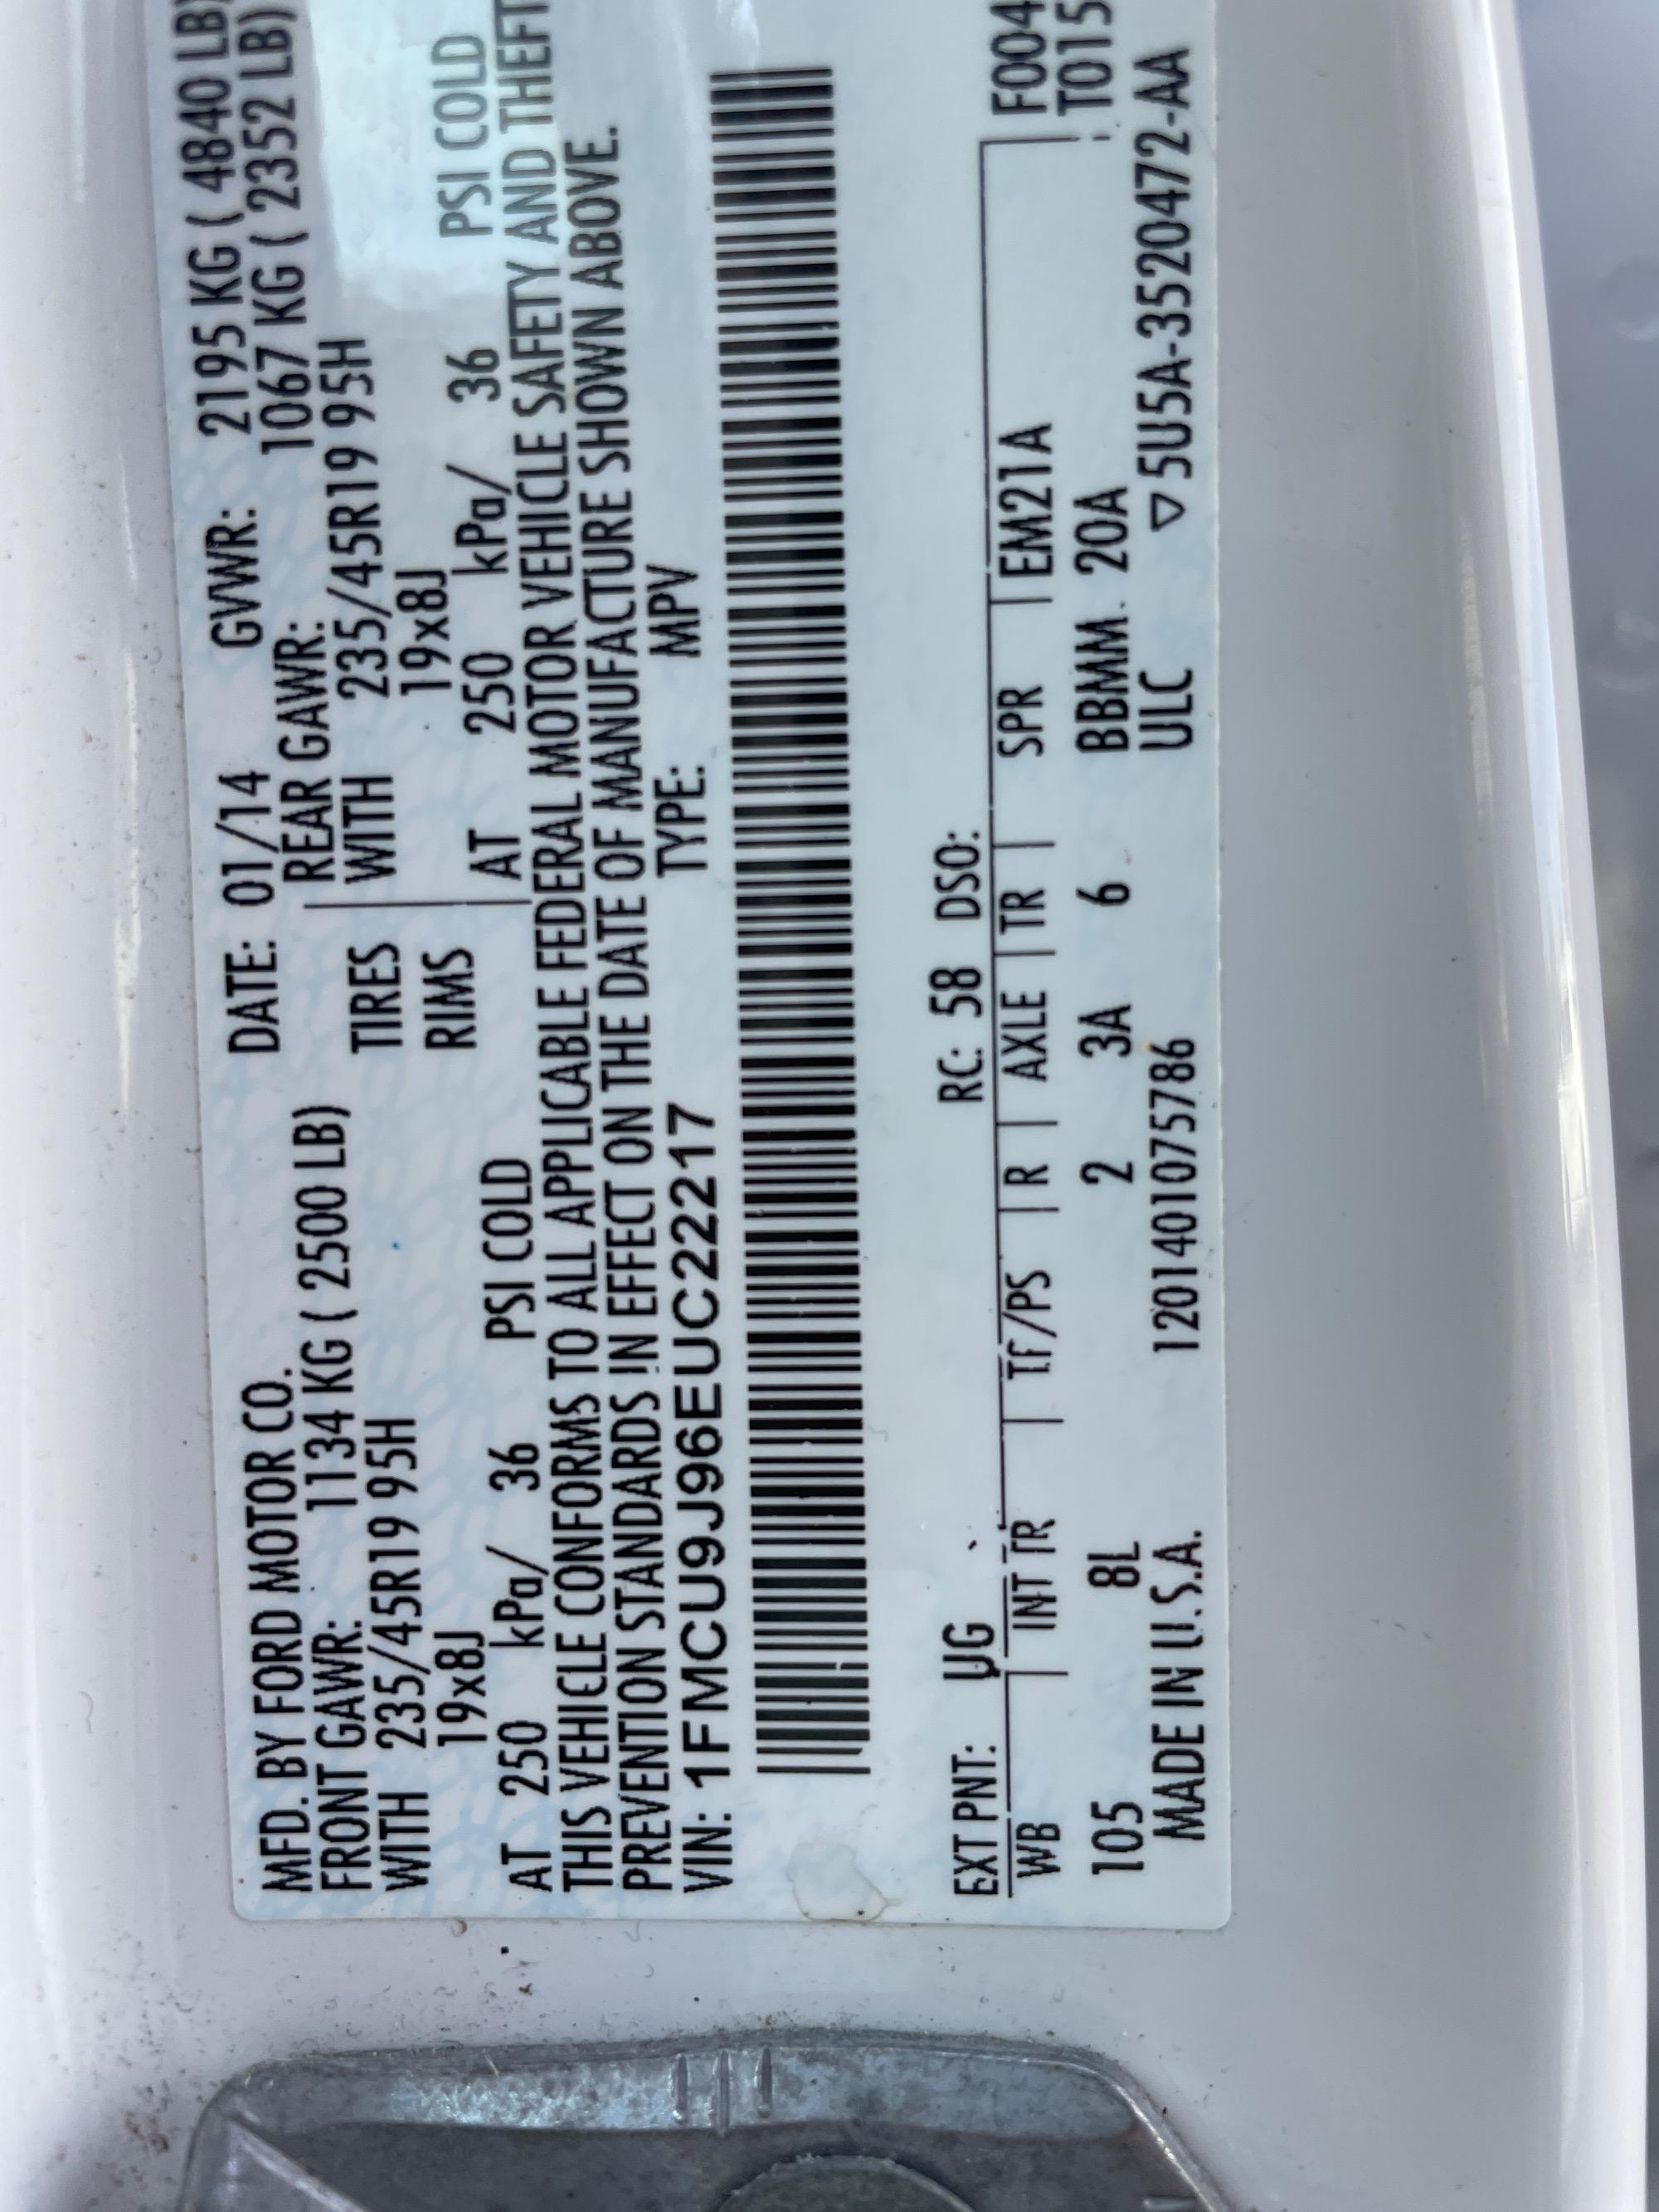 MFD. BY FORD MOTOR CO. DATE: 01/14 GVWR: 2195 KG ( 4840 LB)
FRONT GAWR: 1134 KG ( 2500 LB) REAR GAWR: 1067 KG ( 2352 LB)
WITH 235/45R19 95H TIRES WITH 235/45R19 95H
19x8J RIMS 19x8J
AT 250 kPa/ 36 PSI COLD AT 250 kPa/ 36 PSI COLD
THIS VEHICLE CONFORMS TO ALL APPLICABLE FEDERAL MOTOR VEHICLE SAFETY AND THEFT
PREVENTION STANDARDS IN EFFECT ON THE DATE OF MANUFACTURE SHOWN ABOVE.
VIN: 1FMCU9J96EUC22217 TYPE: MPV
EXT PNT: UG RC: 58 DSO: F004
WB INT TR TF/PS R AXLE TR SPR EM21A T015
105 8L 2 3A 6 BBMM 20A
MADE IN U.S.A. 1201401075786 ULC ▽5U5A-3520472-AA